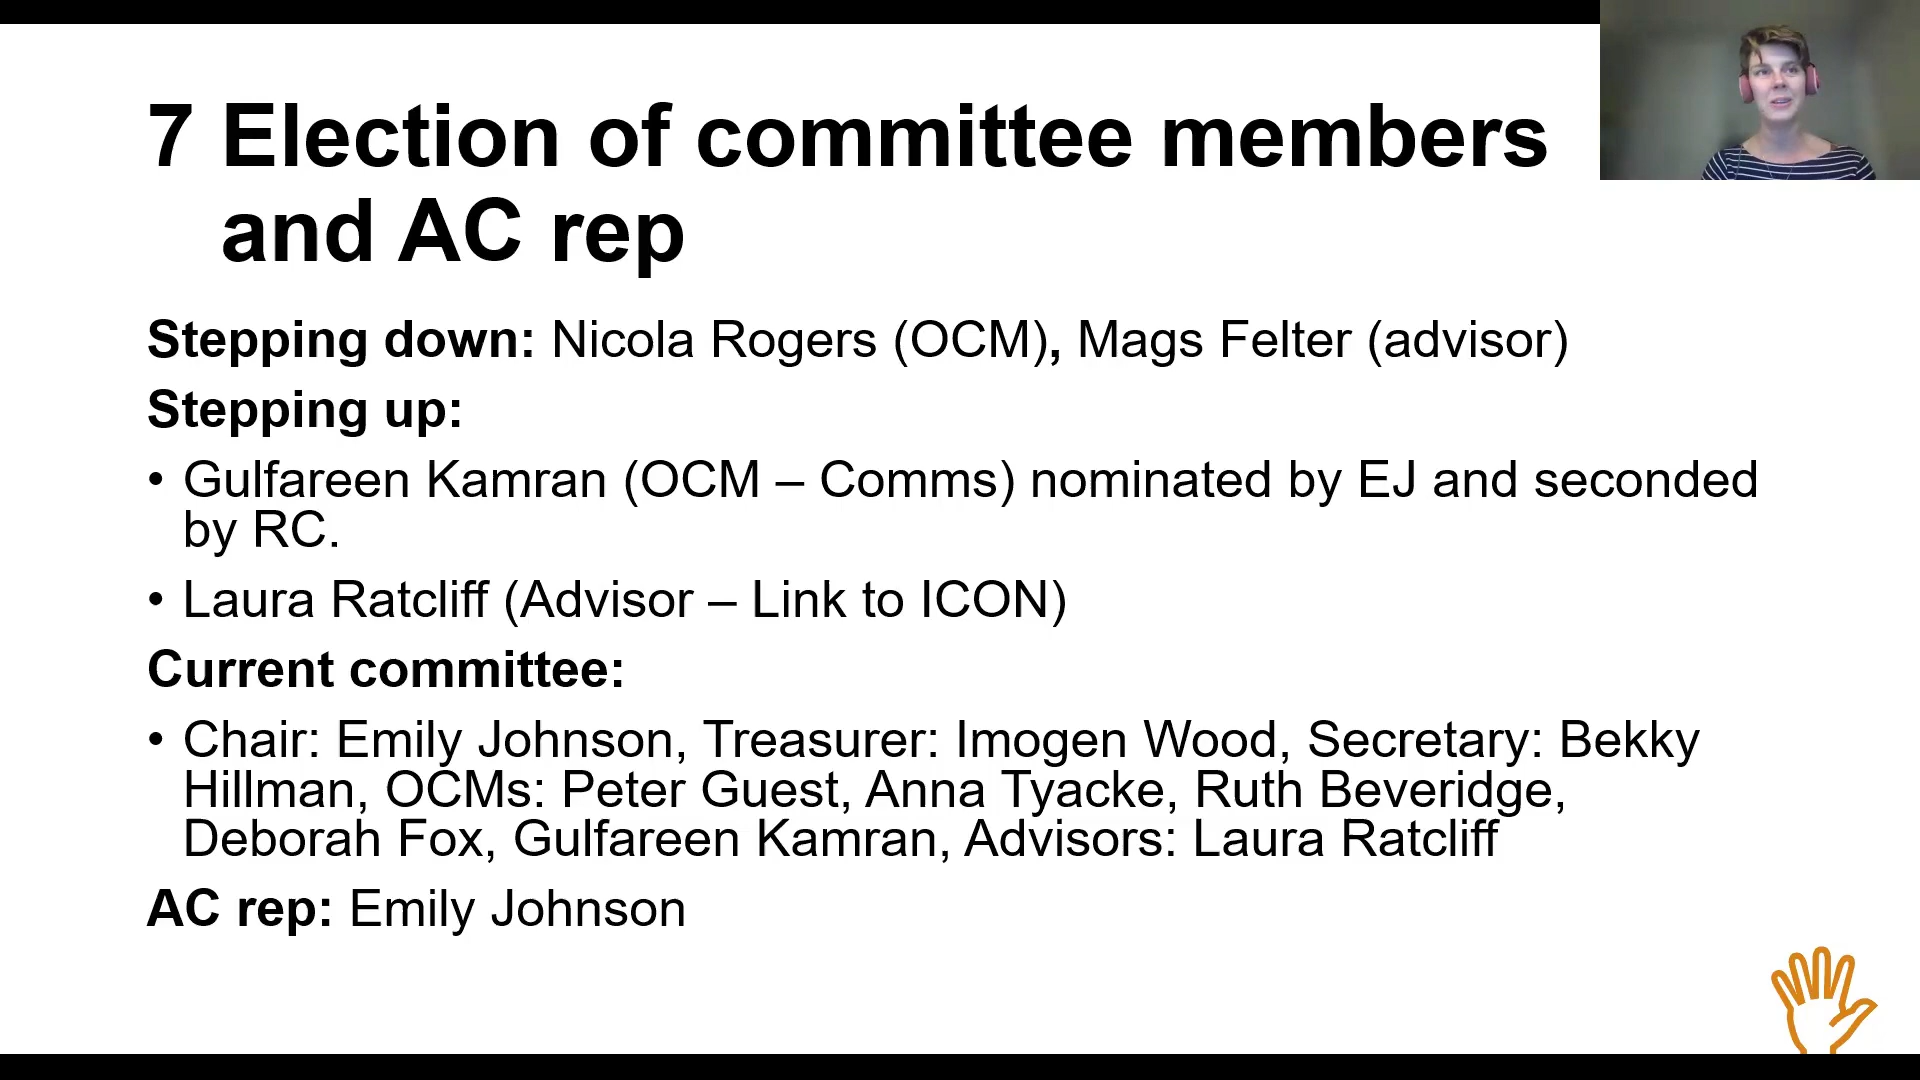 7 Election of committee members
and AC rep
Stepping down: Nicola Rogers (OCM), Mags Felter (advisor)
Stepping up:
• Gulfareen Kamran (OCM – Comms) nominated by EJ and seconded
by RC.
• Laura Ratcliff (Advisor – Link to ICON)
Current committee:
• Chair: Emily Johnson, Treasurer: Imogen Wood, Secretary: Bekky
Hillman, OCMs: Peter Guest, Anna Tyacke, Ruth Beveridge,
Deborah Fox, Gulfareen Kamran, Advisors: Laura Ratcliff
AC rep: Emily Johnson